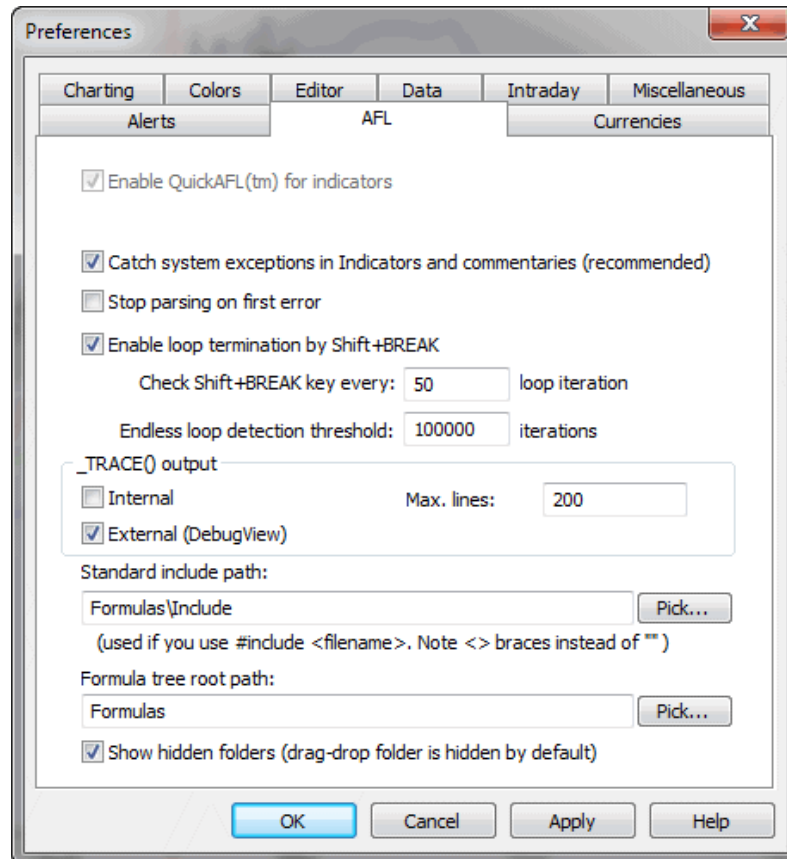 Preferences
Charting Colors Editor Data Intraday Miscellaneous
Alerts AFL Currencies
Enable QuickAFL(tm) for indicators
Catch system exceptions in Indicators and commentaries (recommended)
Stop parsing on first error
Enable loop termination by Shift+BREAK
Check Shift+BREAK key every: 50 loop iteration
Endless loop detection threshold: 100000 iterations
_TRACE() output
Internal Max. lines: 200
External (DebugView)
Standard include path:
Formulas\Include Pick...
(used if you use #include <filename>. Note <> braces instead of "" )
Formula tree root path:
Formulas Pick...
Show hidden folders (drag-drop folder is hidden by default)
OK Cancel Apply Help